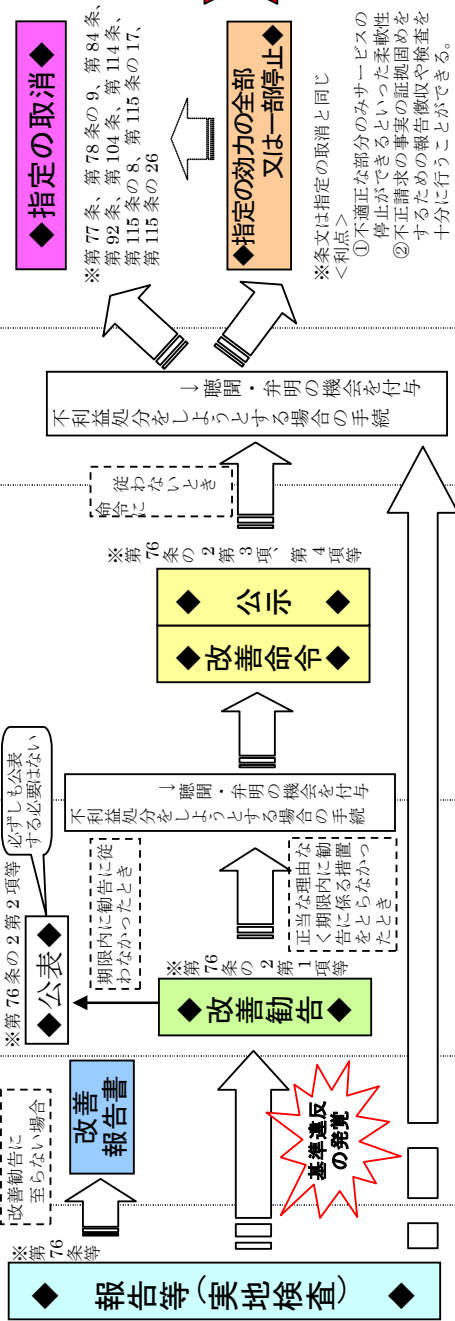 ◆報告等(実地検査)◆
※第76条等
改善勧告に
至らない場合
改善
報告書
基準違反
の発覚
◆改善勧告◆
※第76条の2第1項等
◆公表◆
※第76条の2第2項等
必ずしも公表
する必要はない
期限内に勧告に従
わなかったとき
正当な理由な
く期限内に勧
告に係る措置
をとらなかっ
たとき
不利益処分をしようとする場合の手続
→聴聞・弁明の機会を付与
◆改善命令◆
◆公示◆
※第76条の2第3項、第4項等
命令に
従わないとき
不利益処分をしようとする場合の手続
→聴聞・弁明の機会を付与
◆指定の取消◆
※第77条、第78条の9、第84条、
第92条、第104条、第114条、
第115条の8、第115条の17、
第115条の26
◆指定の効力の全部
又は一部停止◆
※条文は指定の取消と同じ
<利点>
①不適正な部分のみサービスの
停止ができるといった柔軟性
②不正請求の事実の証拠固めを
するための報告徴収や検査を
十分に行うことができる。